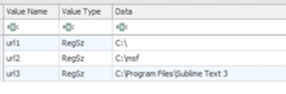 Value Name Value Type Data
url1 RegSz C:\
url2 RegSz C:\msf
url3 RegSz C:\Program Files\Sublime Text 3